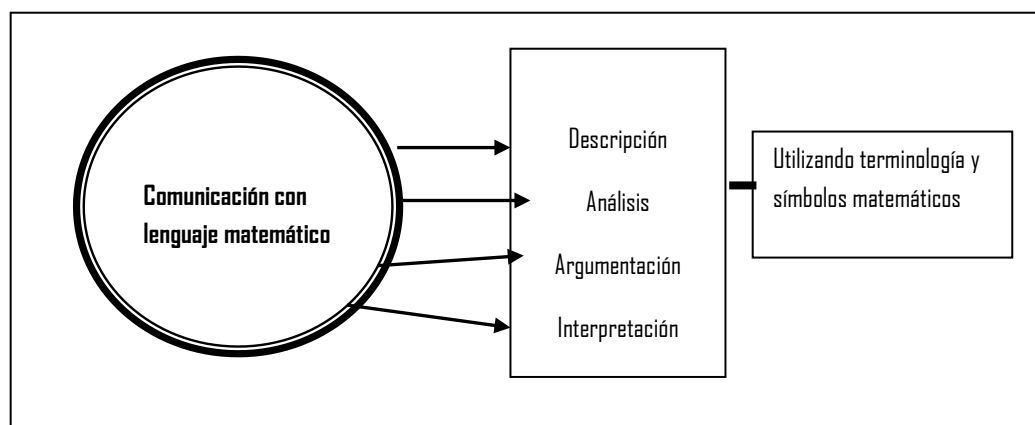 Comunicación con
lenguaje matemático
Descripción
Análisis
Argumentación
Interpretación
Utilizando terminología y
símbolos matemáticos